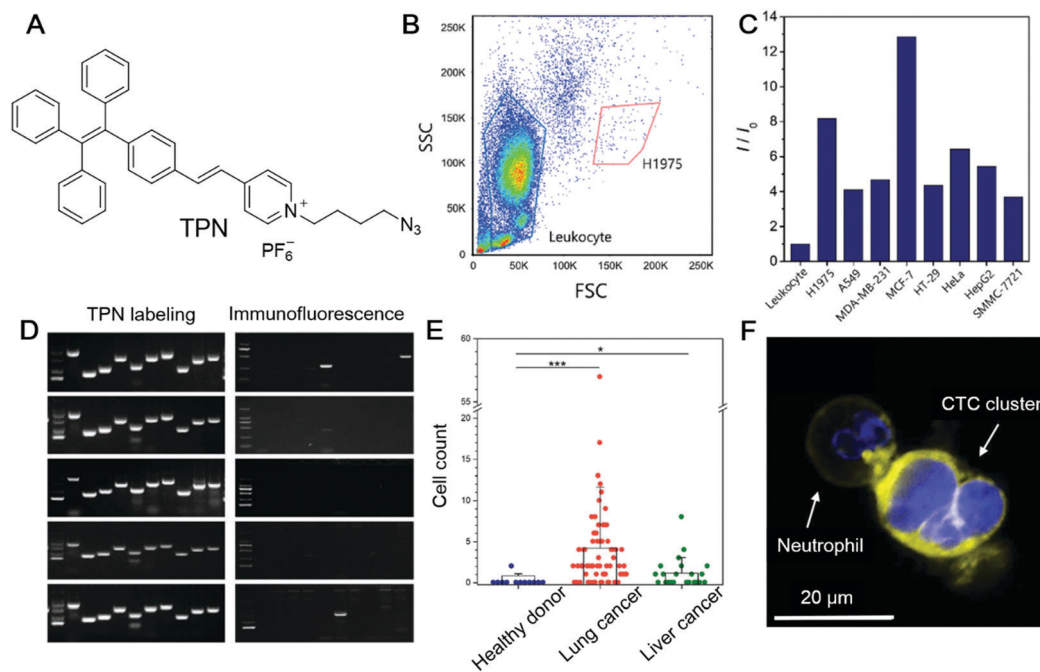 A
TPN
N
+
N3
PF6−
B
SSC
250K
200K
150K
100K
50K
0
0
50K
100K
150K
200K
250K
FSC
H1975
Leukocyte
C
I / I0
14
12
10
8
6
4
2
0
Leukocyte
H1975
A549
MDA-MB-231
MCF-7
HT-29
HeLa
HepG2
SMMC-7721
D
TPN labeling
Immunofluorescence
E
Cell count
60
55
20
15
10
5
0
***
*
Healthy donor
Lung cancer
Liver cancer
F
CTC cluster
Neutrophil
20 μm